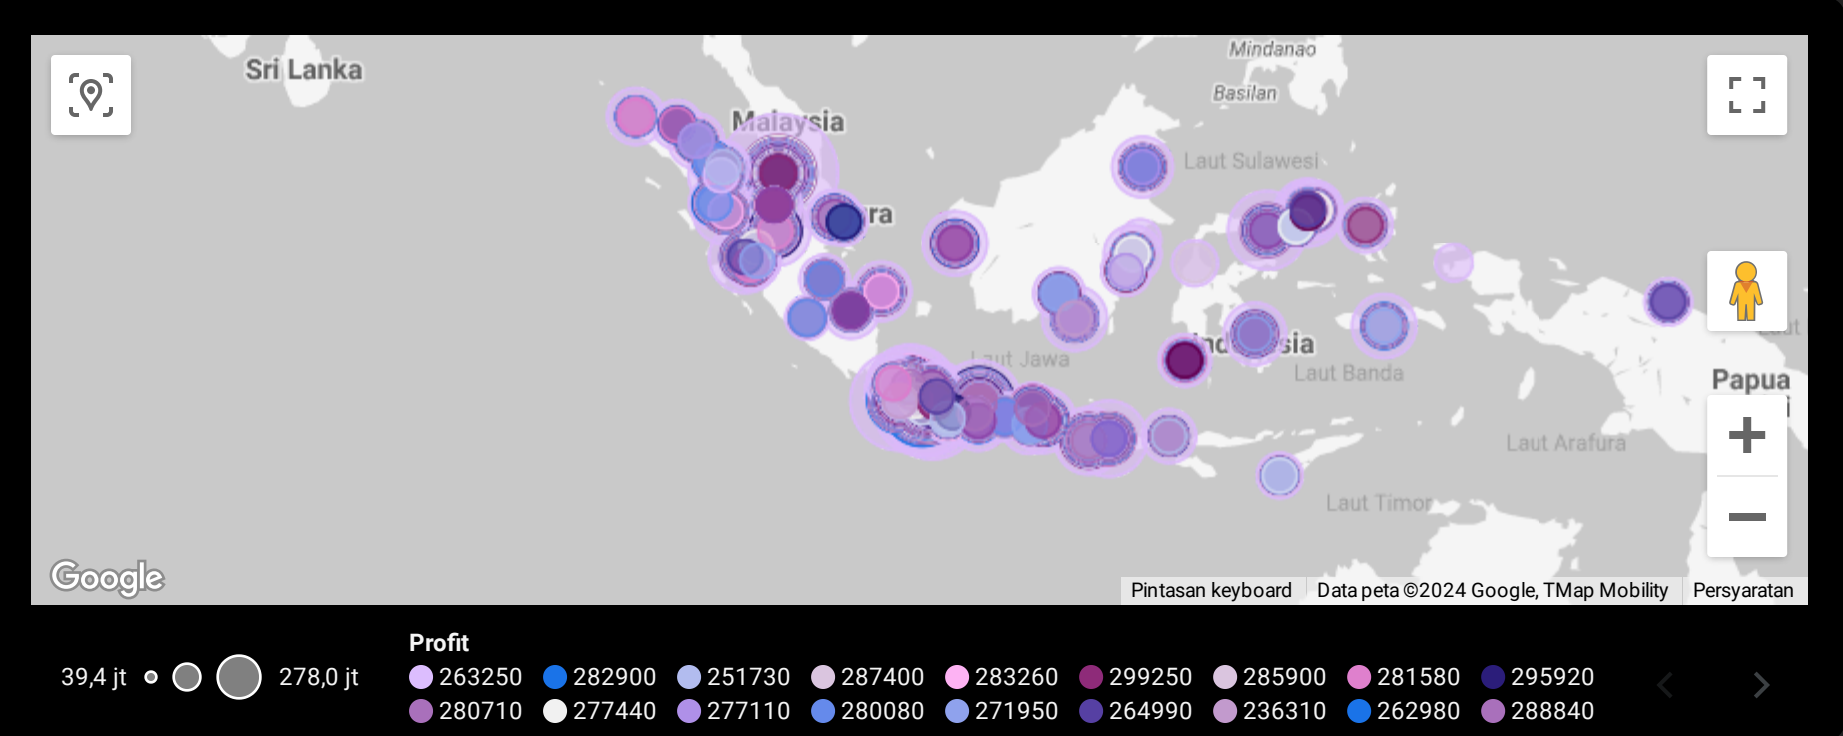 Mindanao
Sri Lanka
Basilan
Malaysia
Laut Sulawesi
ra
Laut
Indonesia
Laut Jawa
Laut Banda
Papua
Laut Arafura
Laut Timor
Google
Pintasan keyboard
Data peta ©2024 Google, TMap Mobility
Persyaratan
Profit
39,4 jt
278,0 jt
263250 282900 251730 287400 283260 299250 285900 281580 295920
280710 277440 277110 280080 271950 264990 236310 262980 288840